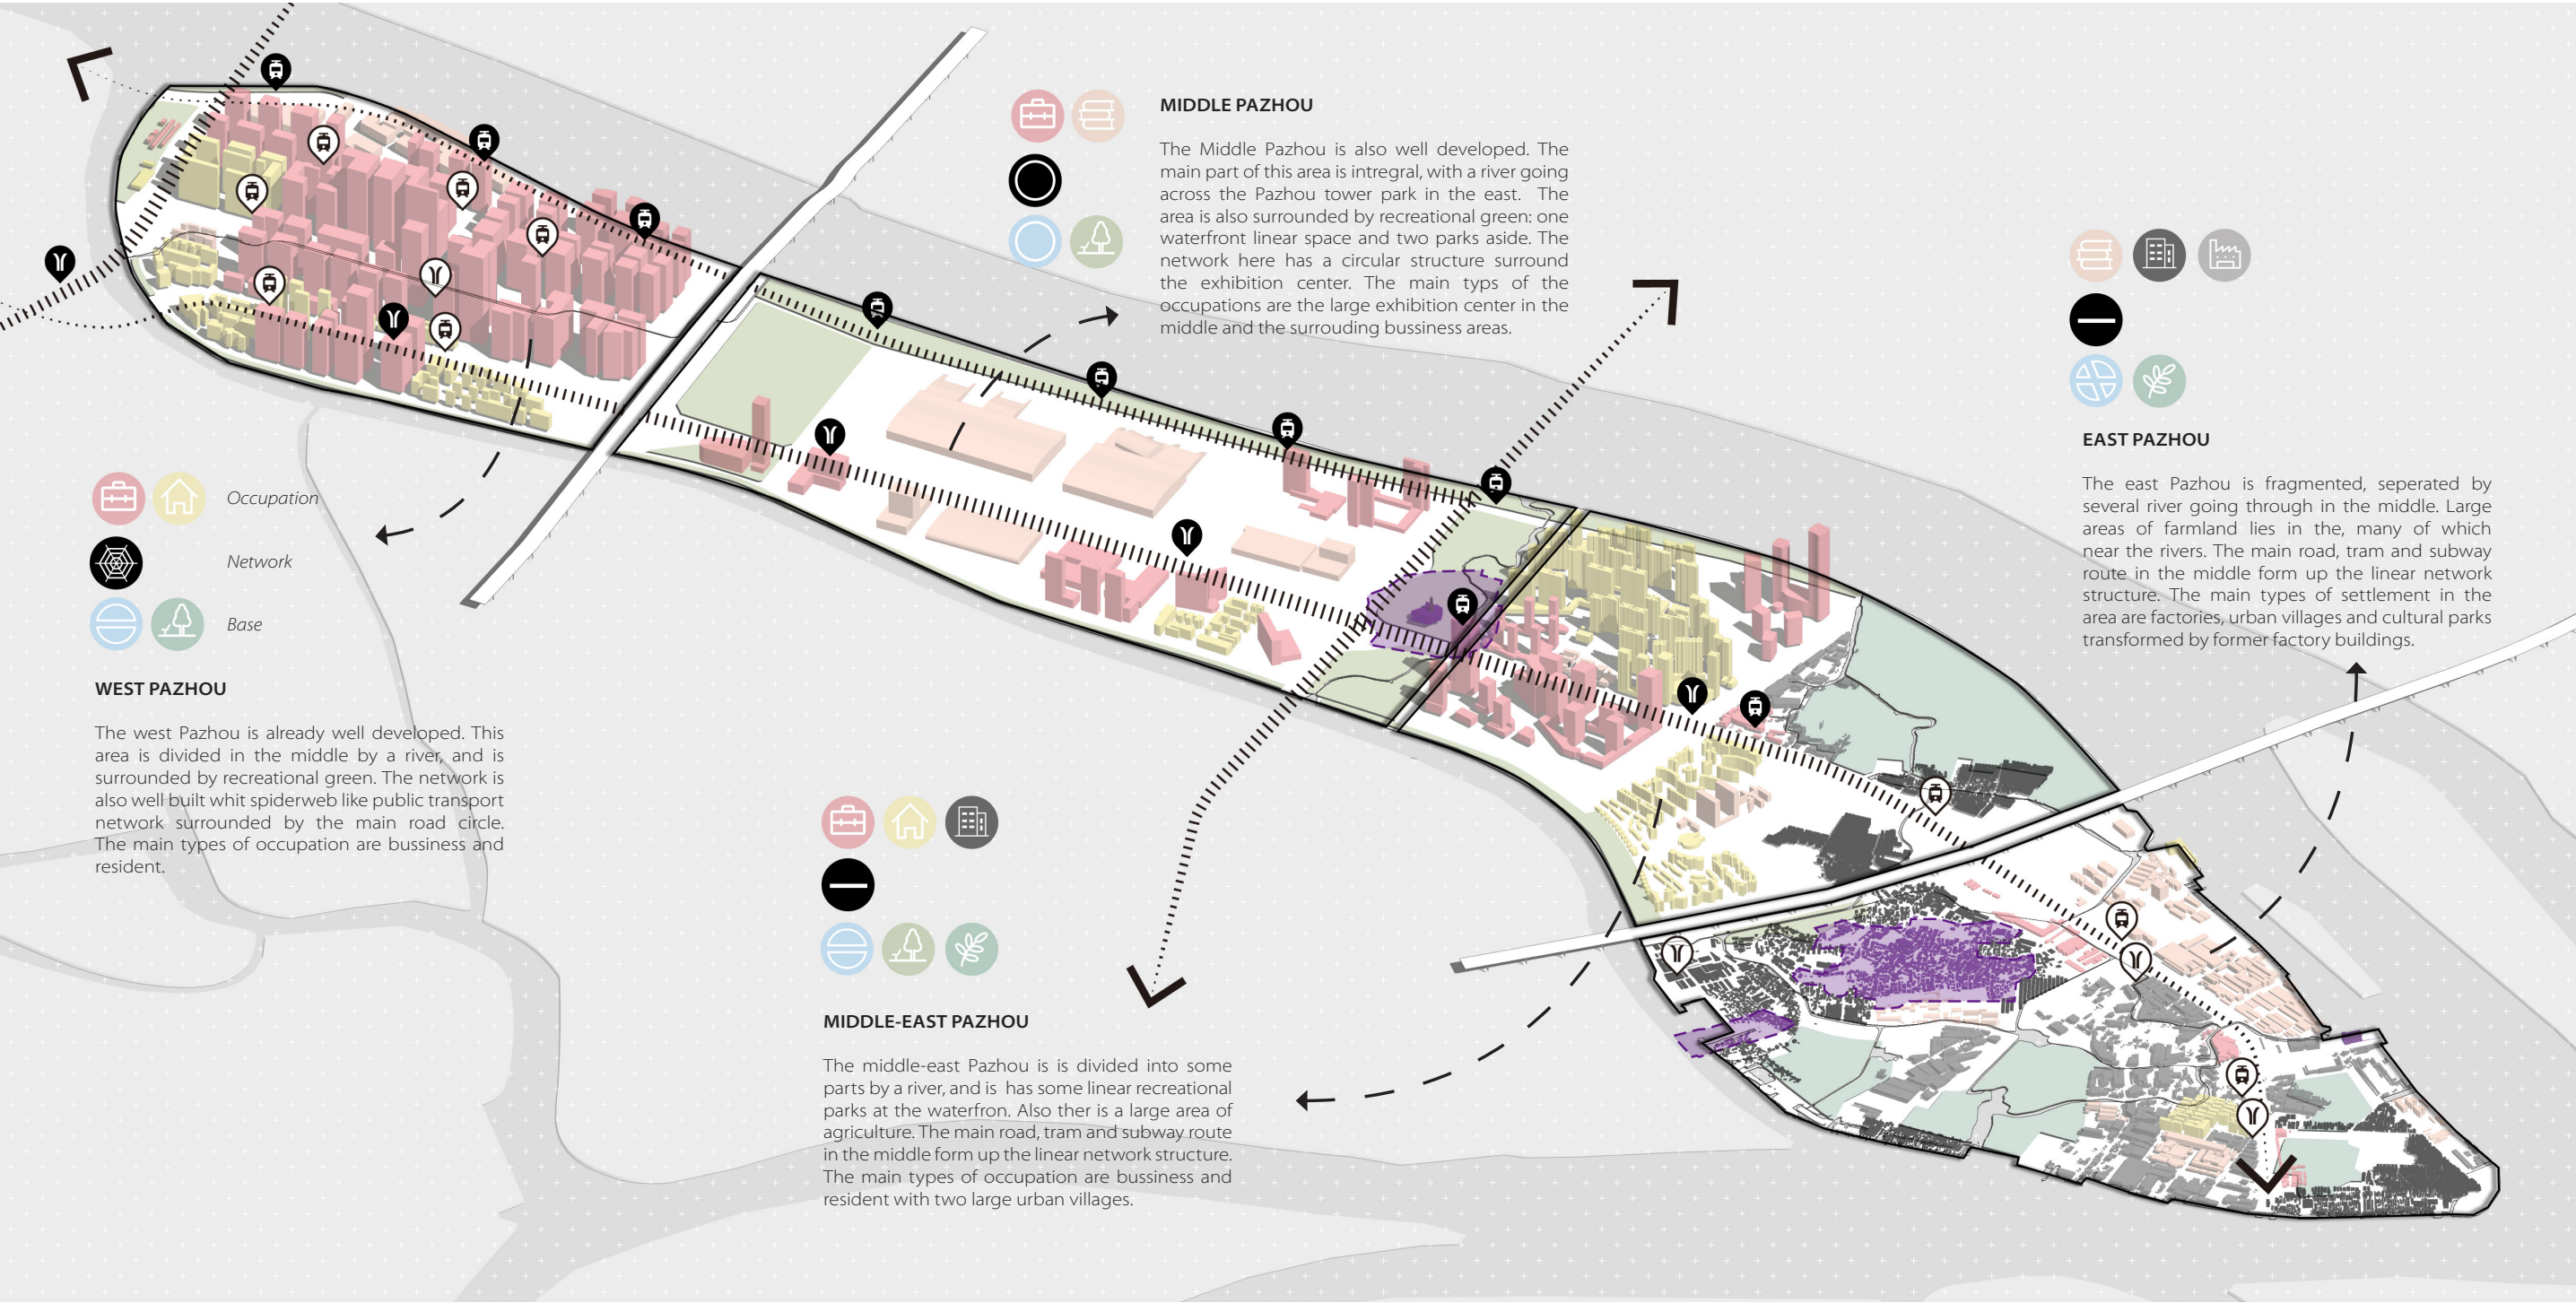 MIDDLE PAZHOU
The Middle Pazhou is also well developed. The
main part of this area is intregral, with a river going
across the Pazhou tower park in the east. The
area is also surrounded by recreational green: one
waterfront linear space and two parks aside. The
network here has a circular structure surround
the exhibition center. The main typs of the
occupations are the large exhibition center in the
middle and the surrouding bussiness areas.
EAST PAZHOU
The east Pazhou is fragmented, seperated by
several river going through in the middle. Large
areas of farmland lies in the, many of which
near the rivers. The main road, tram and subway
route in the middle form up the linear network
structure. The main types of settlement in the
area are factories, urban villages and cultural parks
transformed by former factory buildings.
Occupation
Network
Base
WEST PAZHOU
The west Pazhou is already well developed. This
area is divided in the middle by a river, and is
surrounded by recreational green. The network is
also well built whit spiderweb like public transport
network surrounded by the main road circle.
The main types of occupation are bussiness and
resident.
MIDDLE-EAST PAZHOU
The middle-east Pazhou is is divided into some
parts by a river, and is has some linear recreational
parks at the waterfron. Also ther is a large area of
agriculture. The main road, tram and subway route
in the middle form up the linear network structure.
The main types of occupation are bussiness and
resident with two large urban villages.